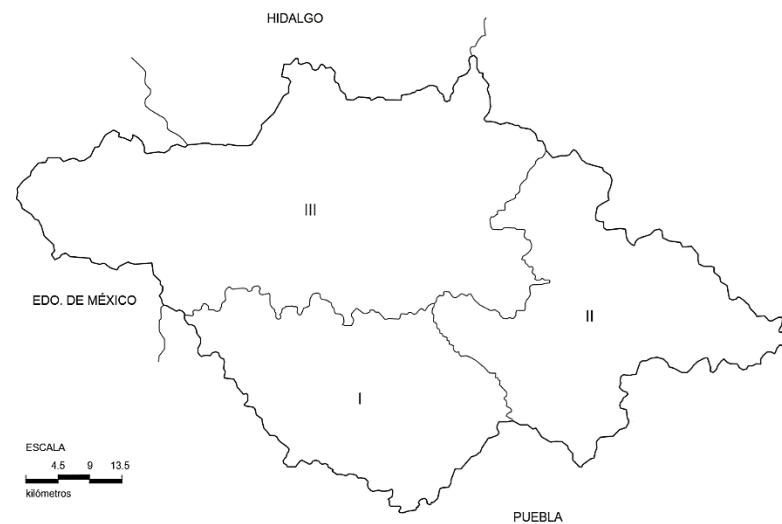 HIDALGO
III
EDO. DE MÉXICO
II
I
ESCALA
4.5 9 13.5
kilómetros
PUEBLA